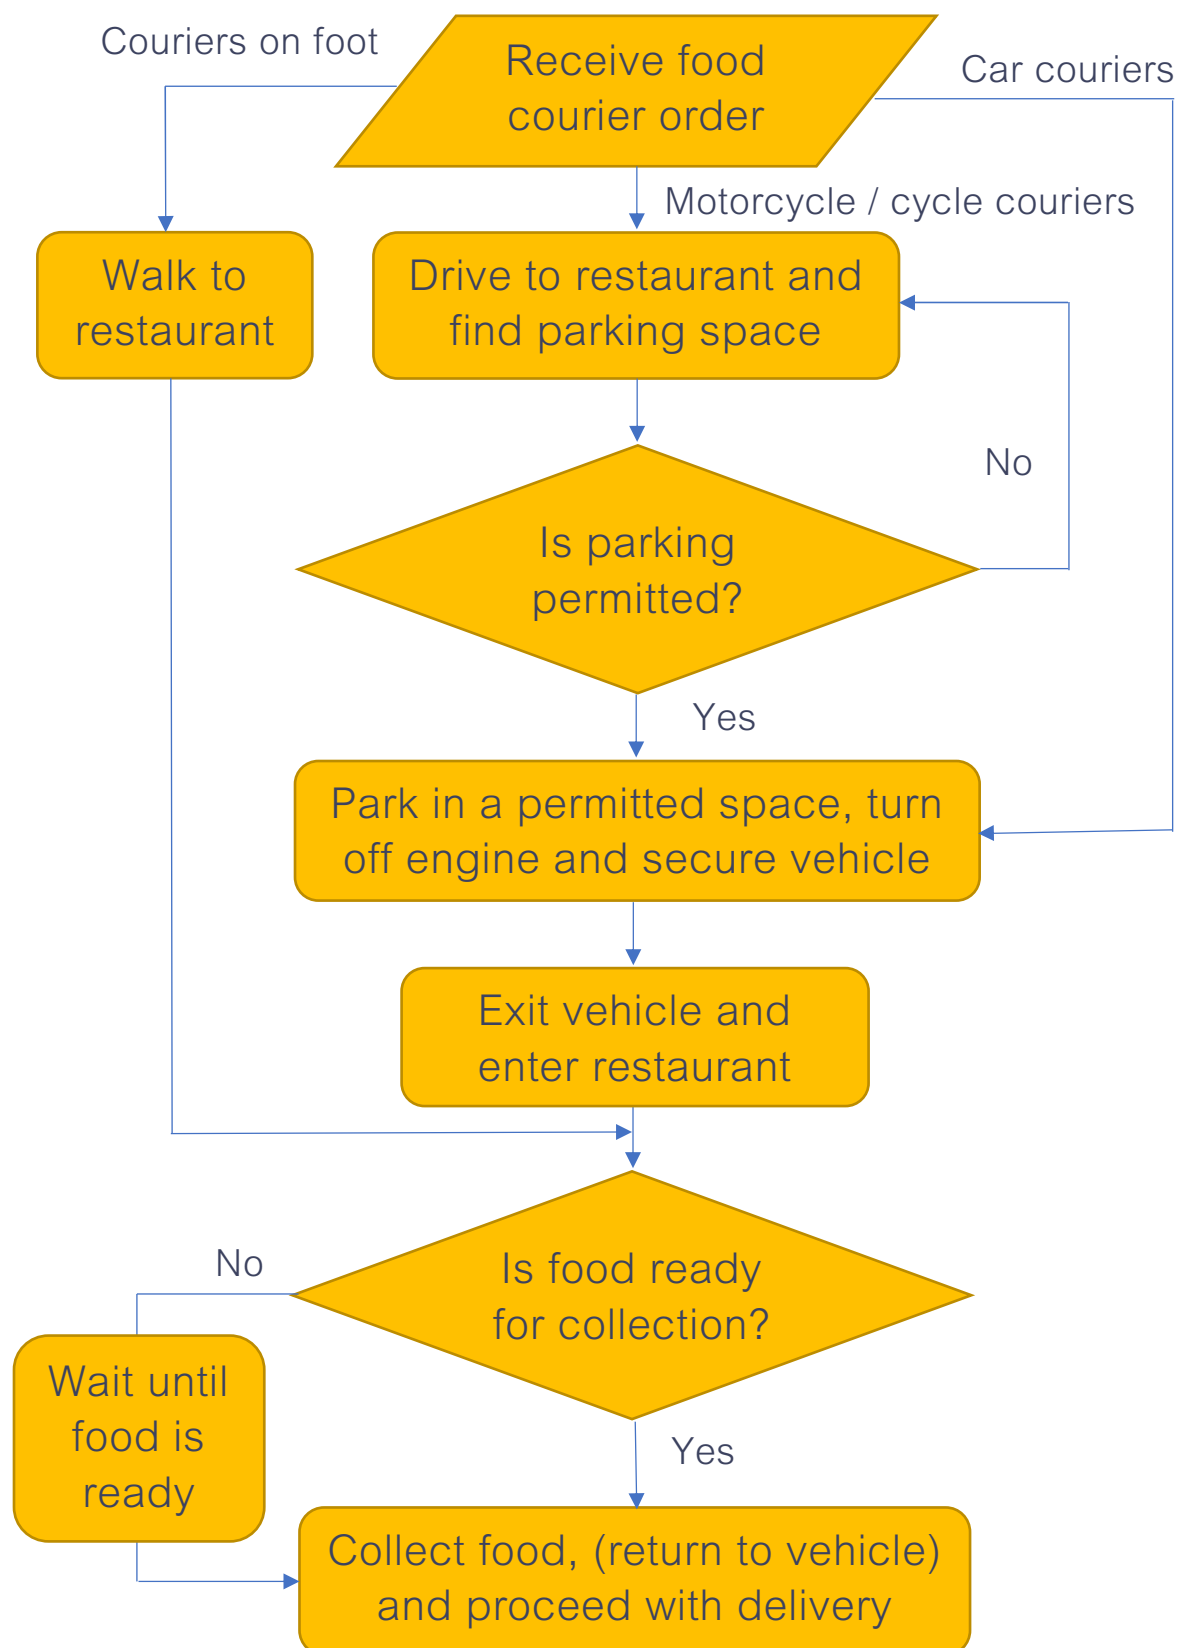 Couriers on foot
Receive food
courier order
Car couriers
Motorcycle / cycle couriers
Walk to
restaurant
Drive to restaurant and
find parking space
No
Is parking
permitted?
Yes
Park in a permitted space, turn
off engine and secure vehicle
Exit vehicle and
enter restaurant
No
Is food ready
for collection?
Wait until
food is
ready
Yes
Collect food, (return to vehicle)
and proceed with delivery